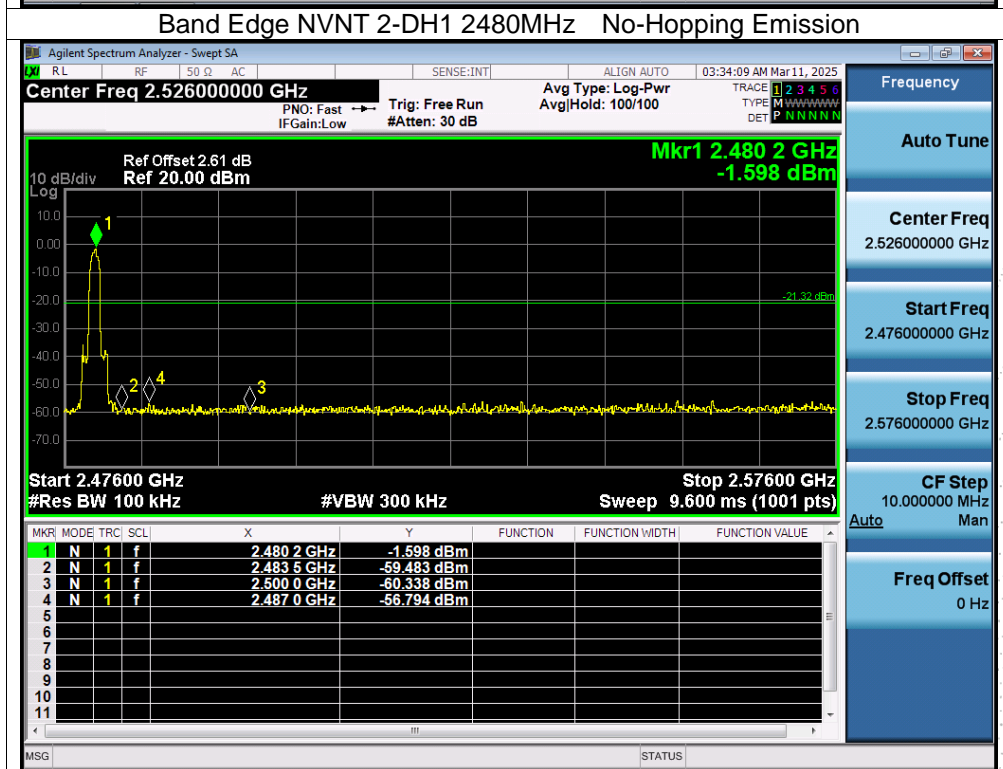 Band Edge NVNT 2-DH1 2480MHz No-Hopping Emission
Agilent Spectrum Analyzer - Swept SA
LXI RL RF 50 Ω AC SENSE:INT ALIGN AUTO 03:34:09 AM Mar 11, 2025
Center Freq 2.526000000 GHz
PNO: Fast
IFGain:Low
Trig: Free Run
#Atten: 30 dB
Avg Type: Log-Pwr
Avg|Hold: 100/100
TRACE 1 2 3 4 5 6
TYPE M WWWWW
DET P N N N N N
Ref Offset 2.61 dB
10 dB/div Ref 20.00 dBm
Log
Mkr1 2.480 2 GHz
-1.598 dBm
10.0
0.00
-10.0
-20.0
-30.0
-40.0
-50.0
-60.0
-70.0
1
2
4
3
-21.32 dBm
Start 2.47600 GHz Stop 2.57600 GHz
#Res BW 100 kHz #VBW 300 kHz Sweep 9.600 ms (1001 pts)
MKR MODE TRC SCL X Y FUNCTION FUNCTION WIDTH FUNCTION VALUE
1 N 1 f 2.480 2 GHz -1.598 dBm
2 N 1 f 2.483 5 GHz -59.483 dBm
3 N 1 f 2.500 0 GHz -60.338 dBm
4 N 1 f 2.487 0 GHz -56.794 dBm
5
6
7
8
9
10
11
MSG STATUS
Frequency
Auto Tune
Center Freq
2.526000000 GHz
Start Freq
2.476000000 GHz
Stop Freq
2.576000000 GHz
CF Step
10.000000 MHz
Auto Man
Freq Offset
0 Hz